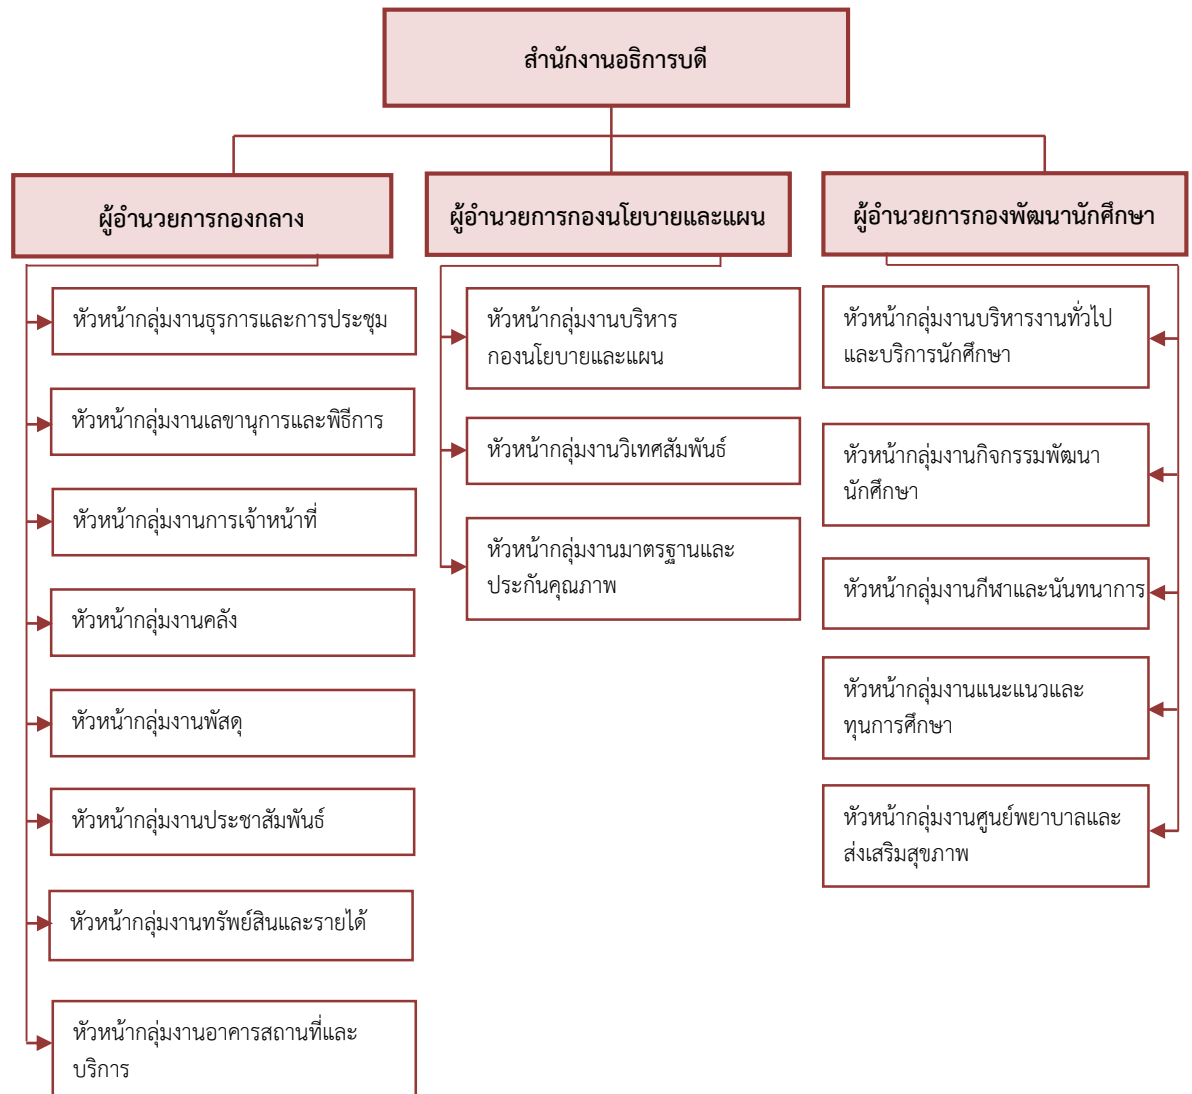 สำนักงานอธิการบดี
ผู้อำนวยการกองกลาง
หัวหน้ากลุ่มงานธุรการและการประชุม
หัวหน้ากลุ่มงานเลขานุการและพิธีการ
หัวหน้ากลุ่มงานการเจ้าหน้าที่
หัวหน้ากลุ่มงานคลัง
หัวหน้ากลุ่มงานพัสดุ
หัวหน้ากลุ่มงานประชาสัมพันธ์
หัวหน้ากลุ่มงานทรัพย์สินและรายได้
หัวหน้ากลุ่มงานอาคารสถานที่และ
บริการ
ผู้อำนวยการกองนโยบายและแผน
หัวหน้ากลุ่มงานบริหาร
กองนโยบายและแผน
หัวหน้ากลุ่มงานวิเทศสัมพันธ์
หัวหน้ากลุ่มงานมาตรฐานและ
ประกันคุณภาพ
ผู้อำนวยการกองพัฒนานักศึกษา
หัวหน้ากลุ่มงานบริหารงานทั่วไป
และบริการนักศึกษา
หัวหน้ากลุ่มงานกิจกรรมพัฒนา
นักศึกษา
หัวหน้ากลุ่มงานกีฬาและนันทนาการ
หัวหน้ากลุ่มงานแนะแนวและ
ทุนการศึกษา
หัวหน้ากลุ่มงานศูนย์พยาบาลและ
ส่งเสริมสุขภาพ